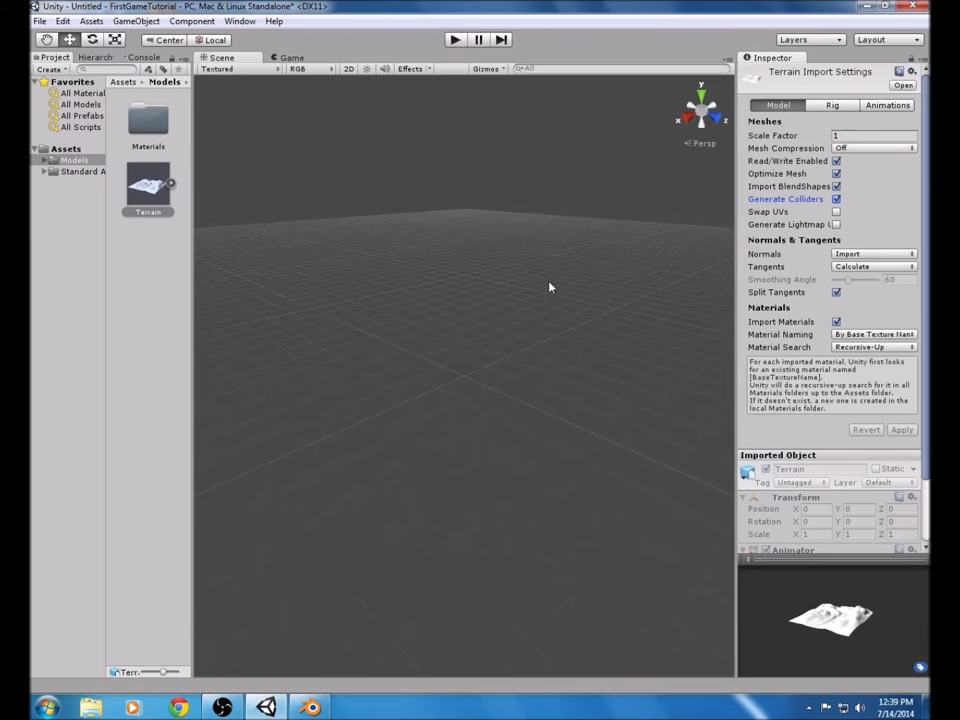 Unity - Untitled - FirstGameTutorial - PC, Mac & Linux Standalone* <DX11>
File Edit Assets GameObject Component Window Help
Center Local Layers Layout
Project Hierarch Console Scene Game Inspector
Create Textured RGB 2D Effects Gizmos All
Favorites
All Material
All Models
All Prefabs
All Scripts
Assets
Models
Standard A
Assets Models
Materials
Terrain
y
x z
Persp
Terrain Import Settings
Open
Model Rig Animations
Meshes
Scale Factor 1
Mesh Compression Off
Read/Write Enabled
Optimize Mesh
Import BlendShapes
Generate Colliders
Swap UVs
Generate Lightmap U
Normals & Tangents
Normals Import
Tangents Calculate
Smoothing Angle 60
Split Tangents
Materials
Import Materials
Material Naming By Base Texture Nam
Material Search Recursive-Up
For each imported material, Unity first looks
for an existing material named
[BaseTextureName].
Unity will do a recursive-up search for it in all
Materials folders up to the Assets folder.
If it doesn't exist, a new one is created in the
local Materials folder.
Revert Apply
Imported Object
Terrain Static
Tag Untagged Layer Default
Transform
Position X 0 Y 0 Z 0
Rotation X 0 Y 0 Z 0
Scale X 1 Y 1 Z 1
Animator
Terr
12:39 PM
7/14/2014